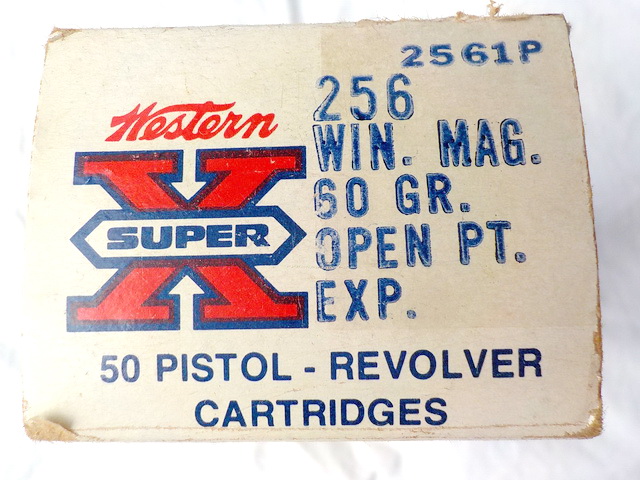 2561P
Western
X
SUPER X
256
WIN. MAG.
60 GR.
OPEN PT.
EXP.
50 PISTOL - REVOLVER
CARTRIDGES